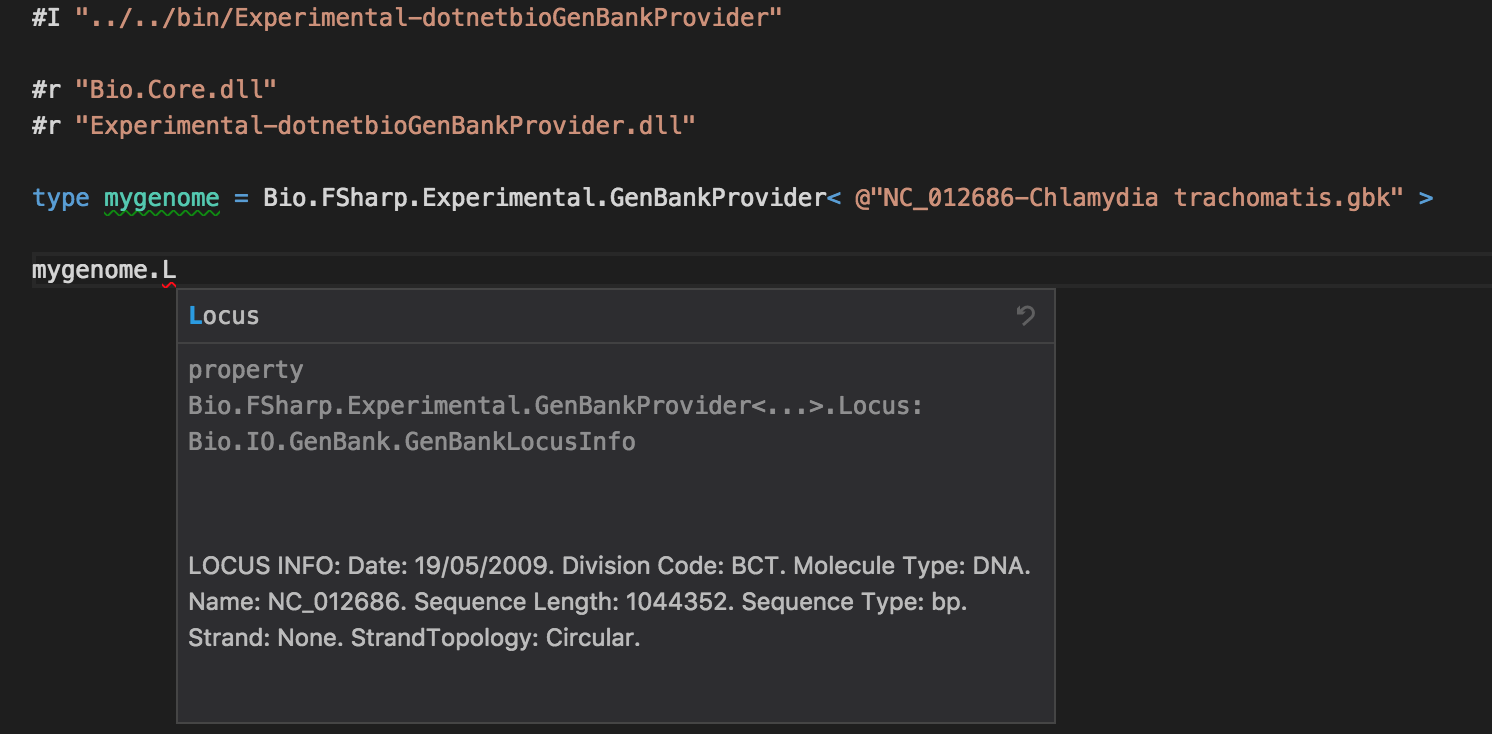 #I "../../bin/Experimental-dotnetbioGenBankProvider"
#r "Bio.Core.dll"
#r "Experimental-dotnetbioGenBankProvider.dll"
type mygenome = Bio.FSharp.Experimental.GenBankProvider< @"NC_012686-Chlamydia trachomatis.gbk" >
mygenome.L
Locus
property
Bio.FSharp.Experimental.GenBankProvider<...>.Locus:
Bio.IO.GenBank.GenBankLocusInfo
LOCUS INFO: Date: 19/05/2009. Division Code: BCT. Molecule Type: DNA.
Name: NC_012686. Sequence Length: 1044352. Sequence Type: bp.
Strand: None. StrandTopology: Circular.